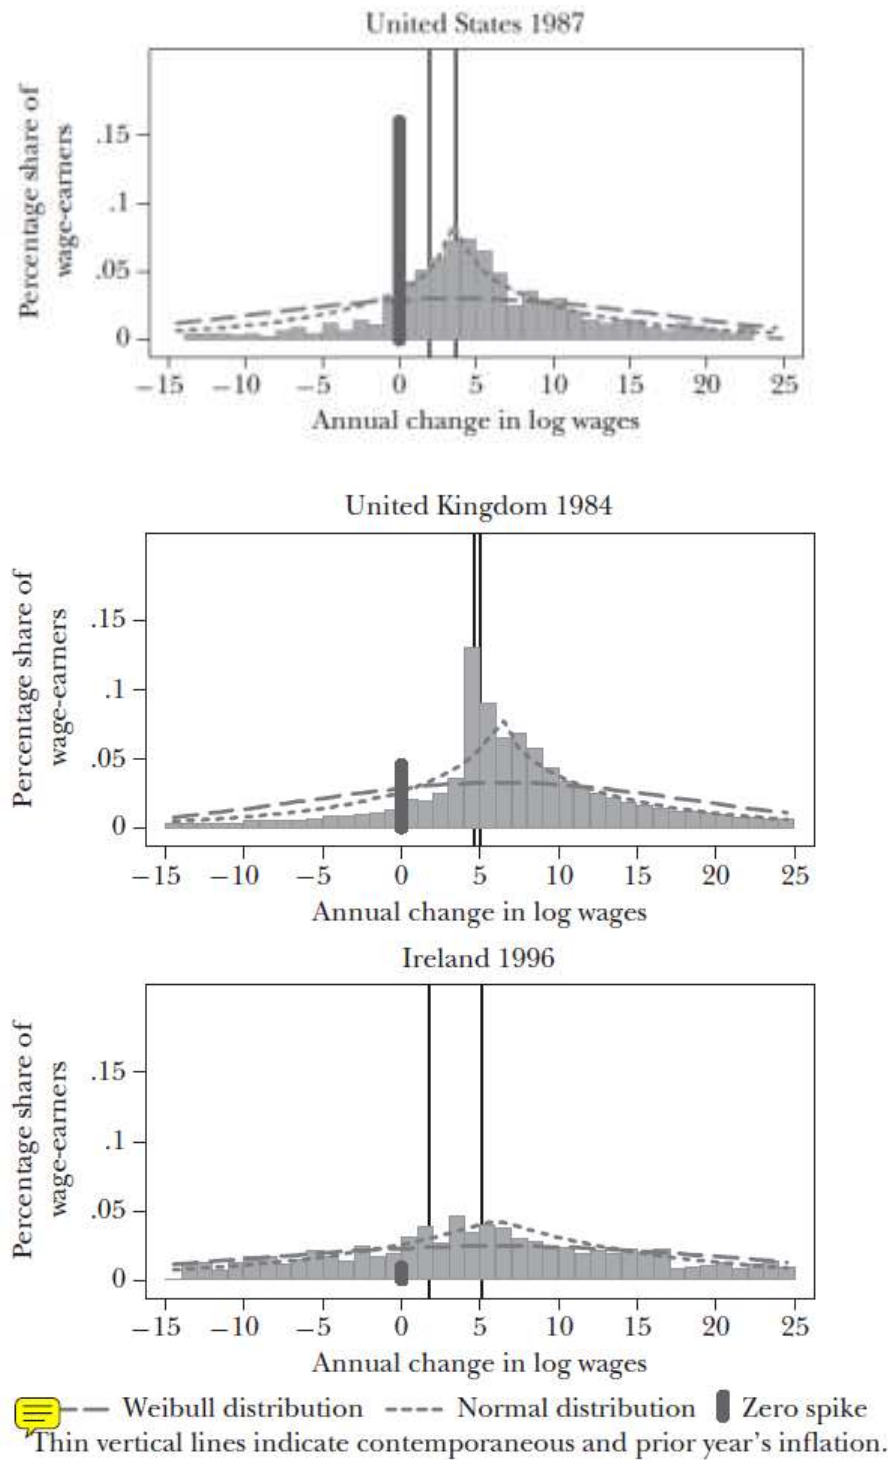 United States 1987
Percentage share of
wage-earners
.15
.1
.05
0
−15 −10 −5 0 5 10 15 20 25
Annual change in log wages
United Kingdom 1984
Percentage share of
wage-earners
.15
.1
.05
0
−15 −10 −5 0 5 10 15 20 25
Annual change in log wages
Ireland 1996
Percentage share of
wage-earners
.15
.1
.05
0
−15 −10 −5 0 5 10 15 20 25
Annual change in log wages
Weibull distribution Normal distribution Zero spike
Thin vertical lines indicate contemporaneous and prior year’s inflation.